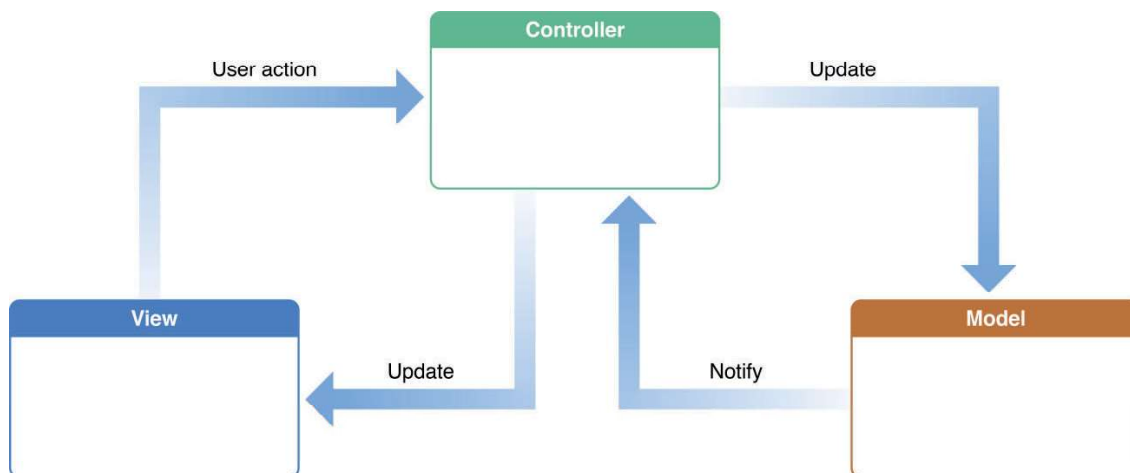 Controller
User action
Update
View
Model
Update
Notify